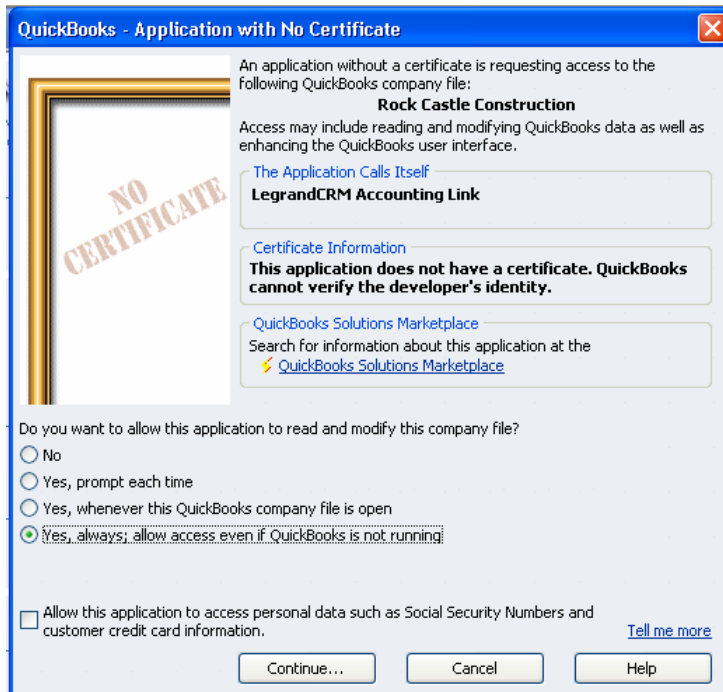 QuickBooks - Application with No Certificate
An application without a certificate is requesting access to the
following QuickBooks company file:
Rock Castle Construction
Access may include reading and modifying QuickBooks data as well as
enhancing the QuickBooks user interface.
NO
CERTIFICATE
The Application Calls Itself
LegrandCRM Accounting Link
Certificate Information
This application does not have a certificate. QuickBooks
cannot verify the developer's identity.
QuickBooks Solutions Marketplace
Search for information about this application at the
QuickBooks Solutions Marketplace
Do you want to allow this application to read and modify this company file?
No
Yes, prompt each time
Yes, whenever this QuickBooks company file is open
Yes, always; allow access even if QuickBooks is not running
Allow this application to access personal data such as Social Security Numbers and
customer credit card information.
Tell me more
Continue...
Cancel
Help